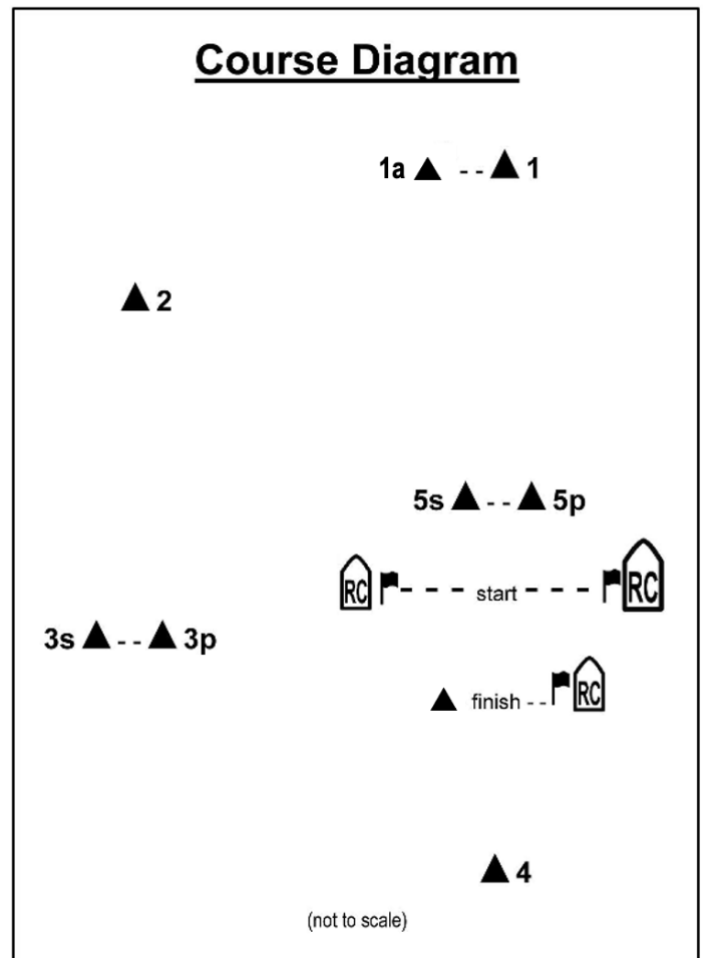 Course Diagram
1a -- 1
2
5s -- 5p
RC --- start --- RC
3s -- 3p
finish -- RC
4
(not to scale)